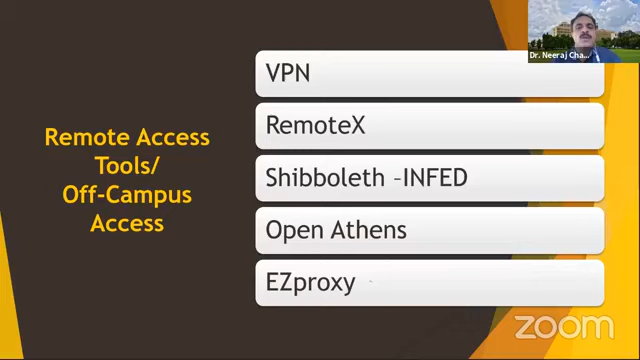 Remote Access
Tools/
Off-Campus
Access
VPN
RemoteX
Shibboleth –INFED
Open Athens
EZproxy
Dr. Neeraj Cha...
zoom